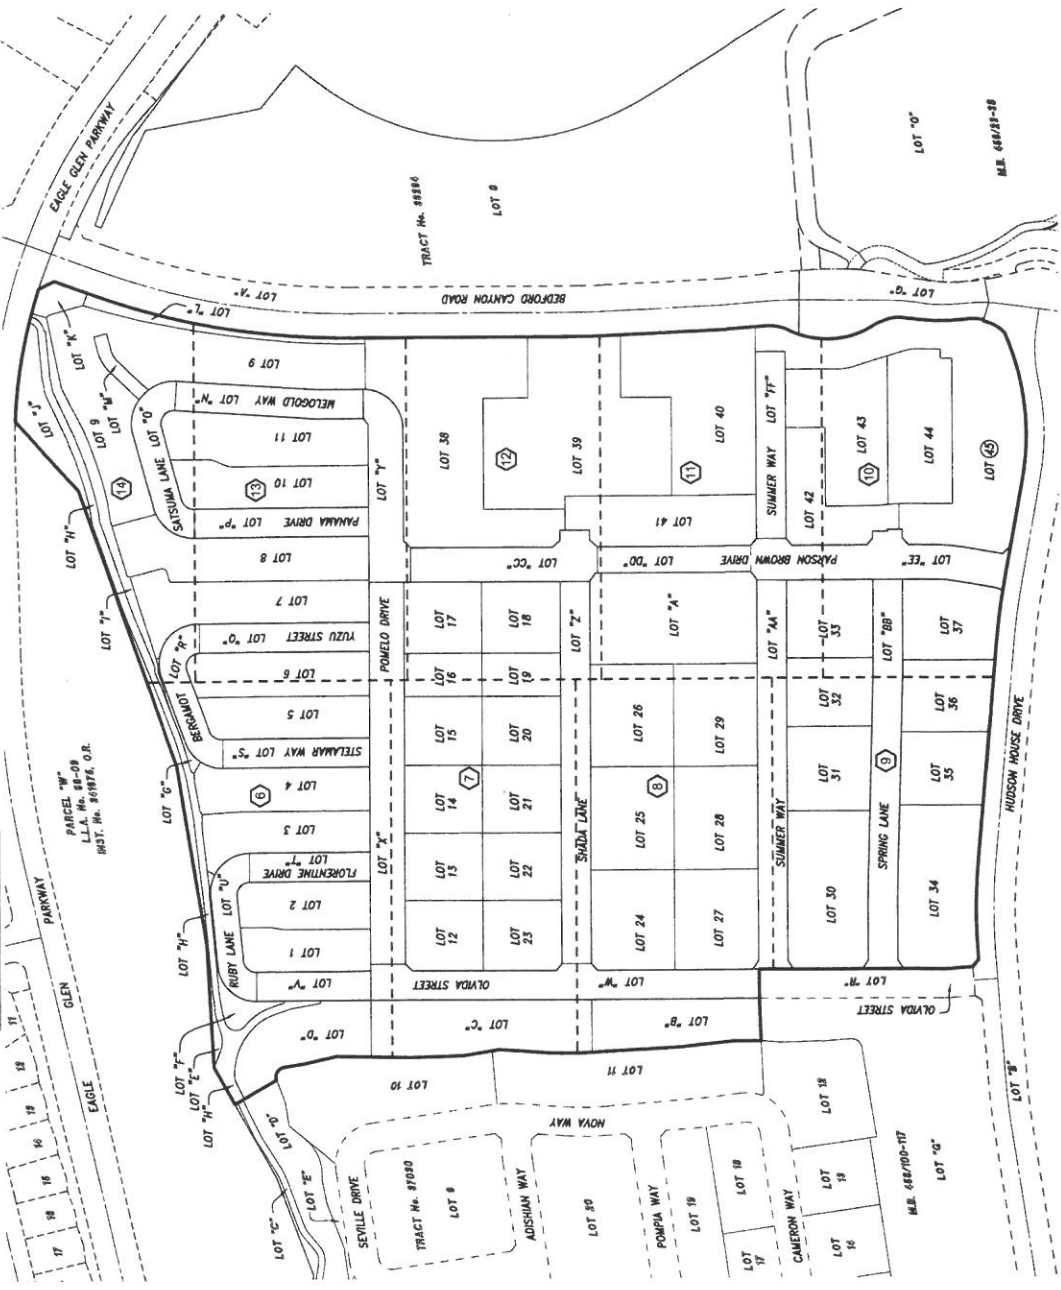 EAGLE GLEN PARKWAY
LOT "O"
M.B. 466/23-38
TRACT No. 36294
LOT 8
LOT "A"
BEDFORD CANYON ROAD
LOT "G"
LOT "L"
LOT "K"
LOT "J"
LOT 9
LOT "M"
14
LOT "O"
SATSUMA LANE
LOT 9
MELOGOLD WAY LOT "N"
LOT 11
13
LOT 10
PANAMA DRIVE LOT "P"
LOT 8
LOT "Y"
LOT 38
12
LOT 39
11
LOT 40
LOT 41
SUMMER WAY LOT "FF"
LOT 42
LOT 43
10
LOT 44
LOT 45
LOT "H"
LOT "I"
LOT "CC"
LOT "DD"
PARSON BROWN DRIVE
LOT "EE"
LOT 7
YUZU STREET LOT "Q"
LOT "R"
LOT 6
BERGAMOT
LOT 5
STELAMAR WAY LOT "S"
LOT 4
6
LOT 3
LOT "T"
FLORENTINE DRIVE
LOT 2
LOT 1
RUBY LANE LOT "U"
LOT "G"
LOT "H"
POMELO DRIVE
LOT "X"
LOT 17
LOT 18
LOT 16
LOT 19
LOT 15
LOT 20
7
LOT 14
LOT 21
LOT 13
LOT 22
LOT 12
LOT 23
LOT "Z"
SHADA LANE
LOT "A"
LOT 26
LOT 29
8
LOT 25
LOT 28
LOT 24
LOT 27
LOT "AA"
SUMMER WAY
LOT 33
LOT 32
LOT 31
LOT 30
LOT "BB"
9
SPRING LANE
LOT 37
LOT 36
LOT 35
LOT 34
HUDSON HOUSE DRIVE
LOT "V"
OLVIDA STREET
LOT "W"
LOT "R"
OLVIDA STREET
LOT "D"
LOT "C"
LOT "B"
LOT "F"
LOT "E"
LOT "H"
LOT "D"
LOT "E"
LOT "C"
LOT 10
LOT 11
NOVA WAY
SEVILLE DRIVE
TRACT No. 37030
ADISHIAN WAY
LOT 20
POMPIA WAY
LOT 19
LOT 18
LOT 17
CAMERON WAY
LOT 12
LOT 13
LOT 16
M.B. 466/100-117
LOT "G"
PARCEL "W"
EAGLE
GLEN
PARKWAY
11
12
13
17